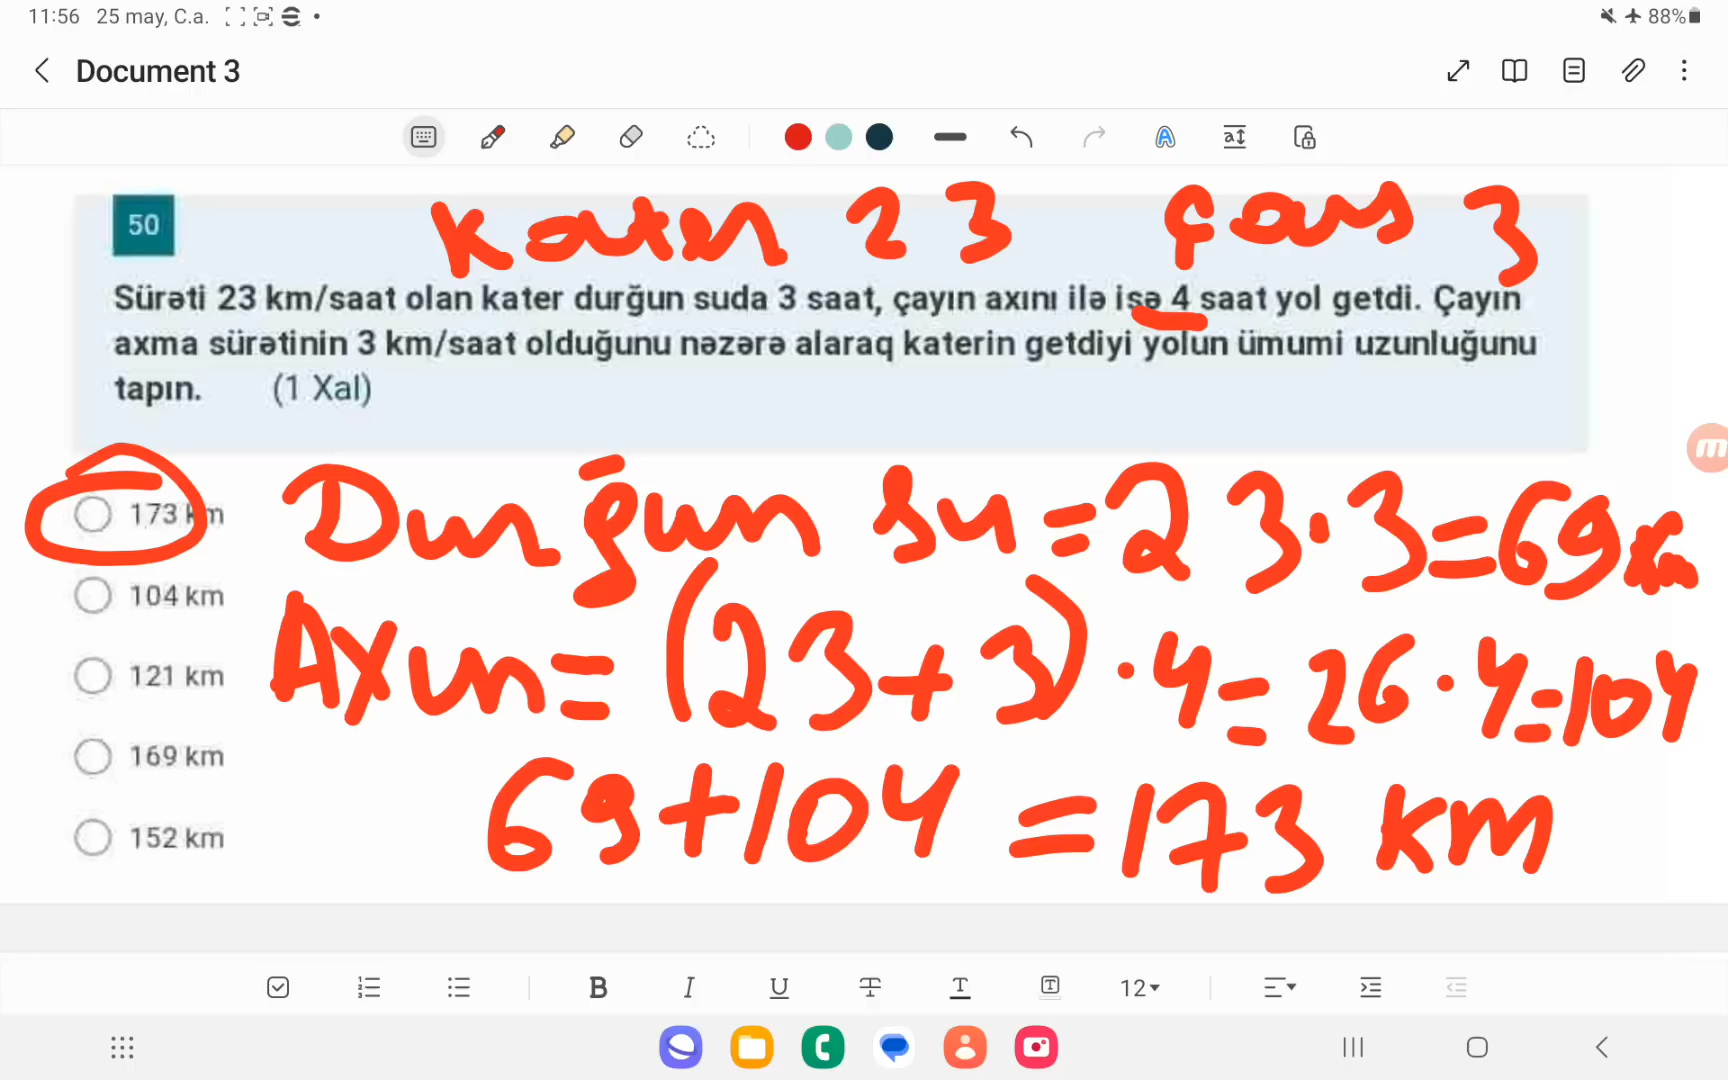 11:56 25 may, C.a.
88%
Document 3
50
Kater 23 çay 3
Sürəti 23 km/saat olan kater durğun suda 3 saat, çayın axını ilə isə 4 saat yol getdi. Çayın
axma sürətinin 3 km/saat olduğunu nəzərə alaraq katerin getdiyi yolun ümumi uzunluğunu
tapın. (1 Xal)
173 km
Durğun su=23·3=69km
104 km
Axın=(23+3)·4=26·4=104
121 km
169 km
69+104=173 km
152 km
B I U T T T 12